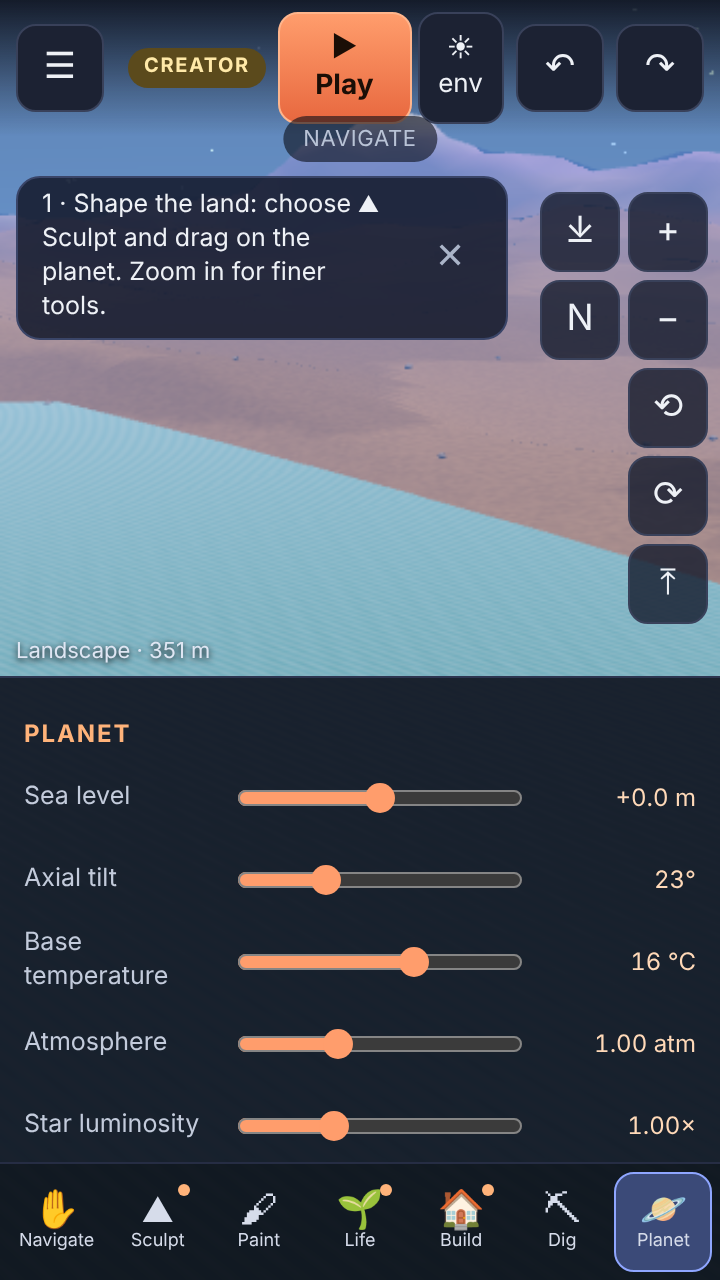 CREATOR
Play
env
NAVIGATE
1 · Shape the land: choose ▲
Sculpt and drag on the
planet. Zoom in for finer
tools.
N
Landscape · 351 m
PLANET
Sea level +0.0 m
Axial tilt 23°
Base
temperature 16 °C
Atmosphere 1.00 atm
Star luminosity 1.00×
Navigate Sculpt Paint Life Build Dig Planet